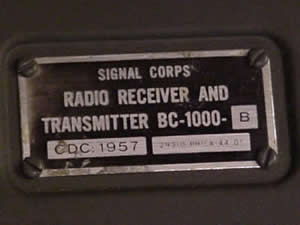 SIGNAL CORPS
RADIO RECEIVER AND
TRANSMITTER BC-1000- B
CDC: 1957